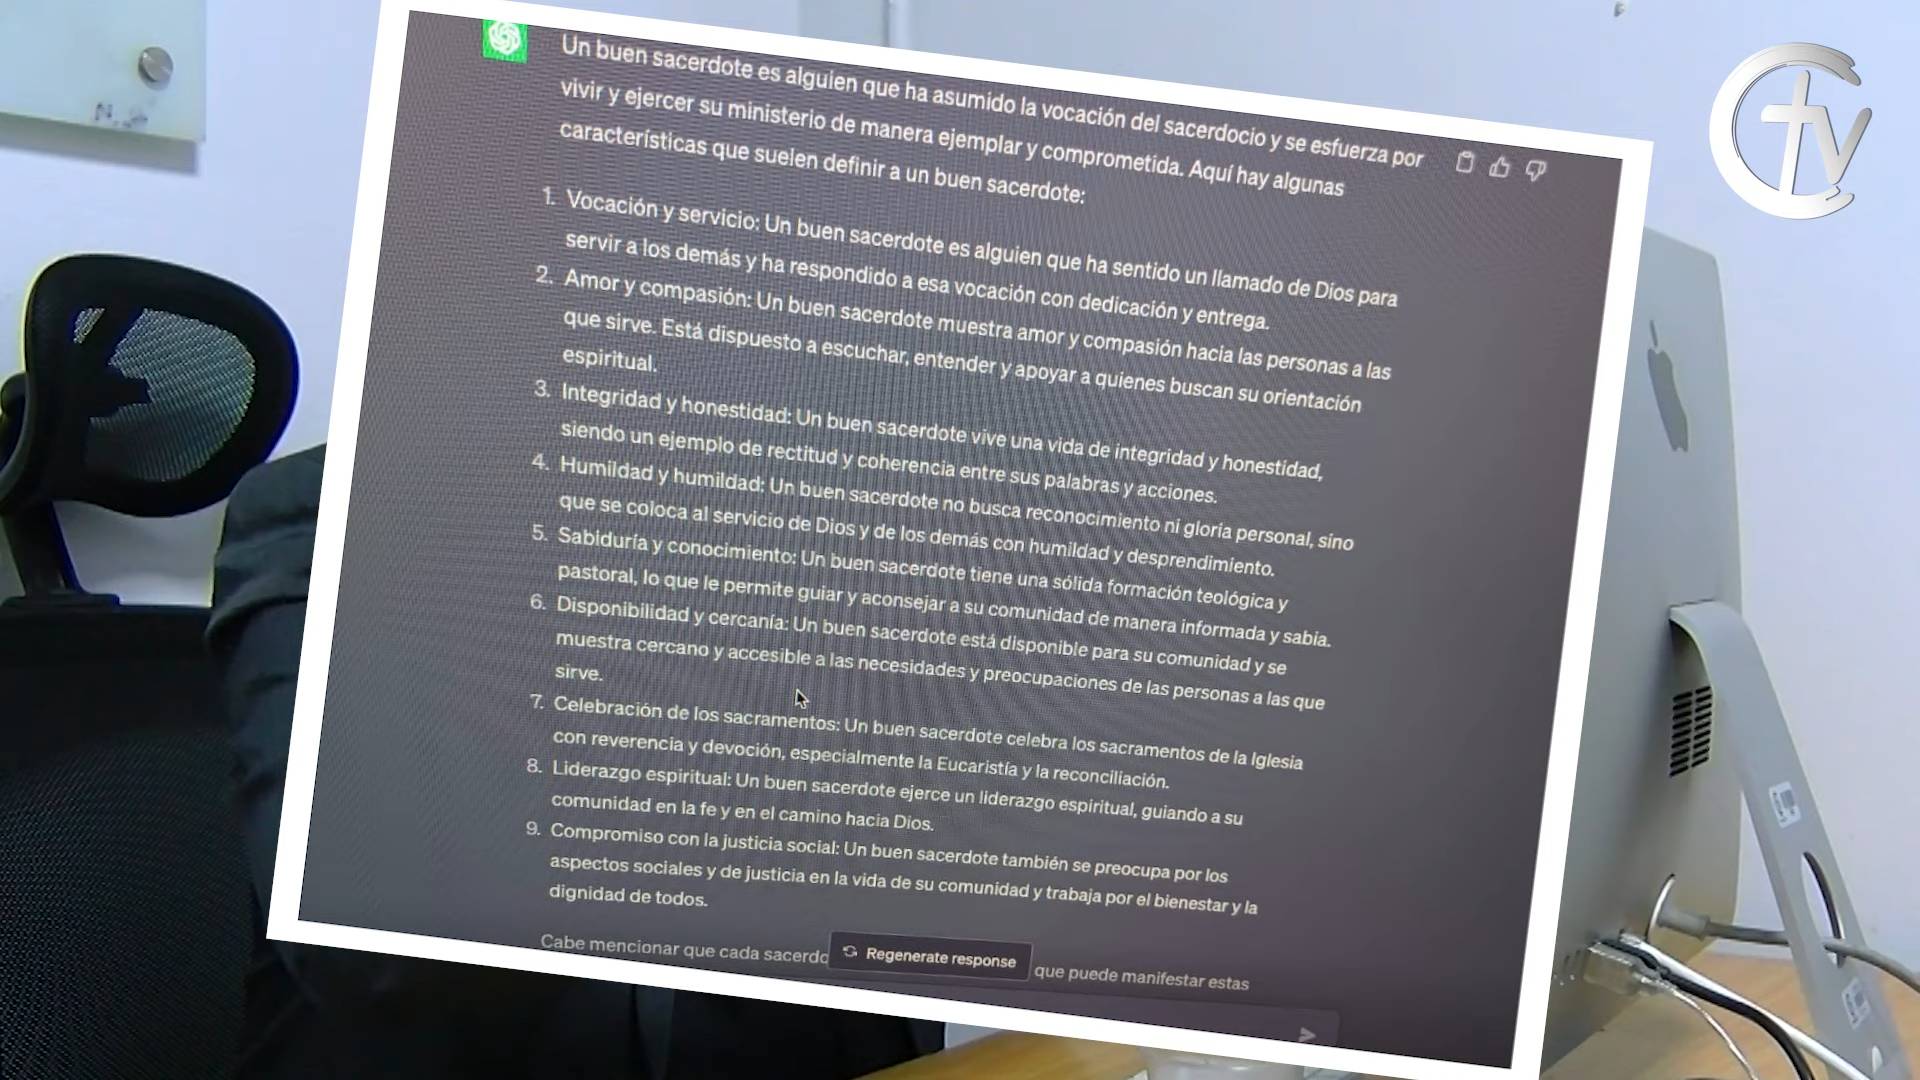 Un buen sacerdote es alguien que ha asumido la vocación del sacerdocio y se esfuerza por
vivir y ejercer su ministerio de manera ejemplar y comprometida. Aquí hay algunas
características que suelen definir a un buen sacerdote:
1. Vocación y servicio: Un buen sacerdote es alguien que ha sentido un llamado de Dios para
servir a los demás y ha respondido a esa vocación con dedicación y entrega.
2. Amor y compasión: Un buen sacerdote muestra amor y compasión hacia las personas a las
que sirve. Está dispuesto a escuchar, entender y apoyar a quienes buscan su orientación
espiritual.
3. Integridad y honestidad: Un buen sacerdote vive una vida de integridad y honestidad,
siendo un ejemplo de rectitud y coherencia entre sus palabras y acciones.
4. Humildad y humildad: Un buen sacerdote no busca reconocimiento ni gloria personal, sino
que se coloca al servicio de Dios y de los demás con humildad y desprendimiento.
5. Sabiduría y conocimiento: Un buen sacerdote tiene una sólida formación teológica y
pastoral, lo que le permite guiar y aconsejar a su comunidad de manera informada y sabia.
6. Disponibilidad y cercanía: Un buen sacerdote está disponible para su comunidad y se
muestra cercano y accesible a las necesidades y preocupaciones de las personas a las que
sirve.
7. Celebración de los sacramentos: Un buen sacerdote celebra los sacramentos de la Iglesia
con reverencia y devoción, especialmente la Eucaristía y la reconciliación.
8. Liderazgo espiritual: Un buen sacerdote ejerce un liderazgo espiritual, guiando a su
comunidad en la fe y en el camino hacia Dios.
9. Compromiso con la justicia social: Un buen sacerdote también se preocupa por los
aspectos sociales y de justicia en la vida de su comunidad y trabaja por el bienestar y la
dignidad de todos.
Cabe mencionar que cada sacerdo que puede manifestar estas
Regenerate response
CTV